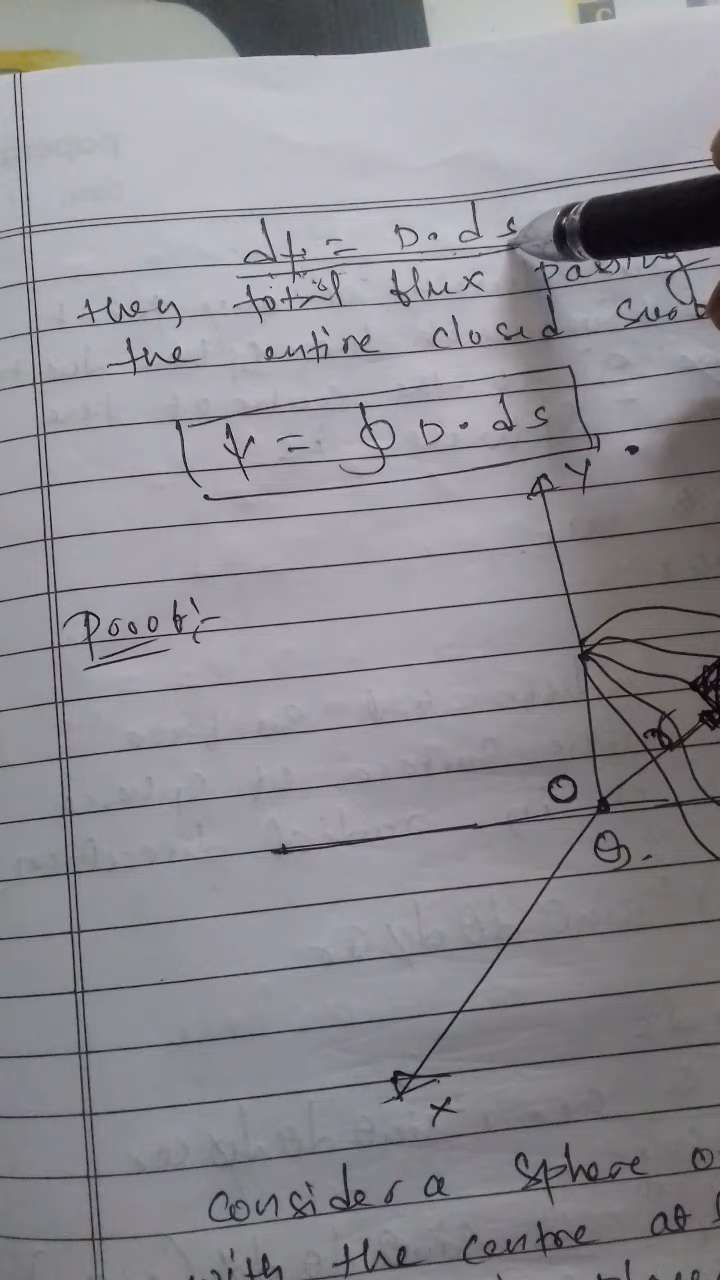 dψ = D. ds
then total flux passing
the entire closed
ψ = ∮ D. ds
Y
Proof:-
r
O
Q.
X
Consider a sphere
with the centre at